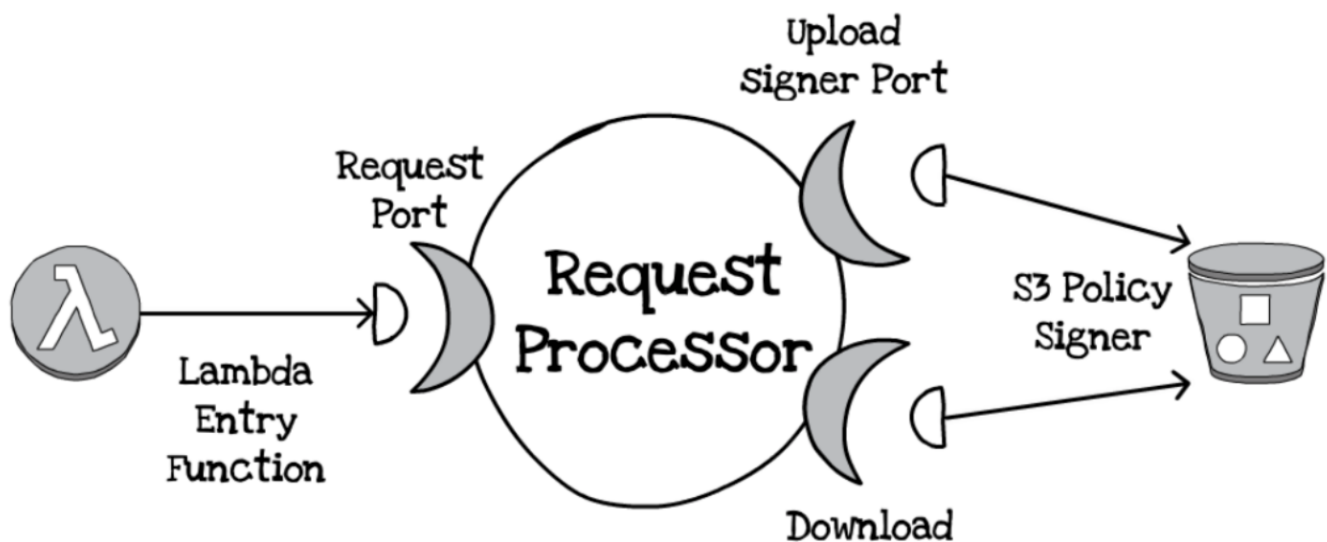 Upload
signer Port
Request
Port
Request
Processor
S3 Policy
Signer
Lambda
Entry
Function
Download